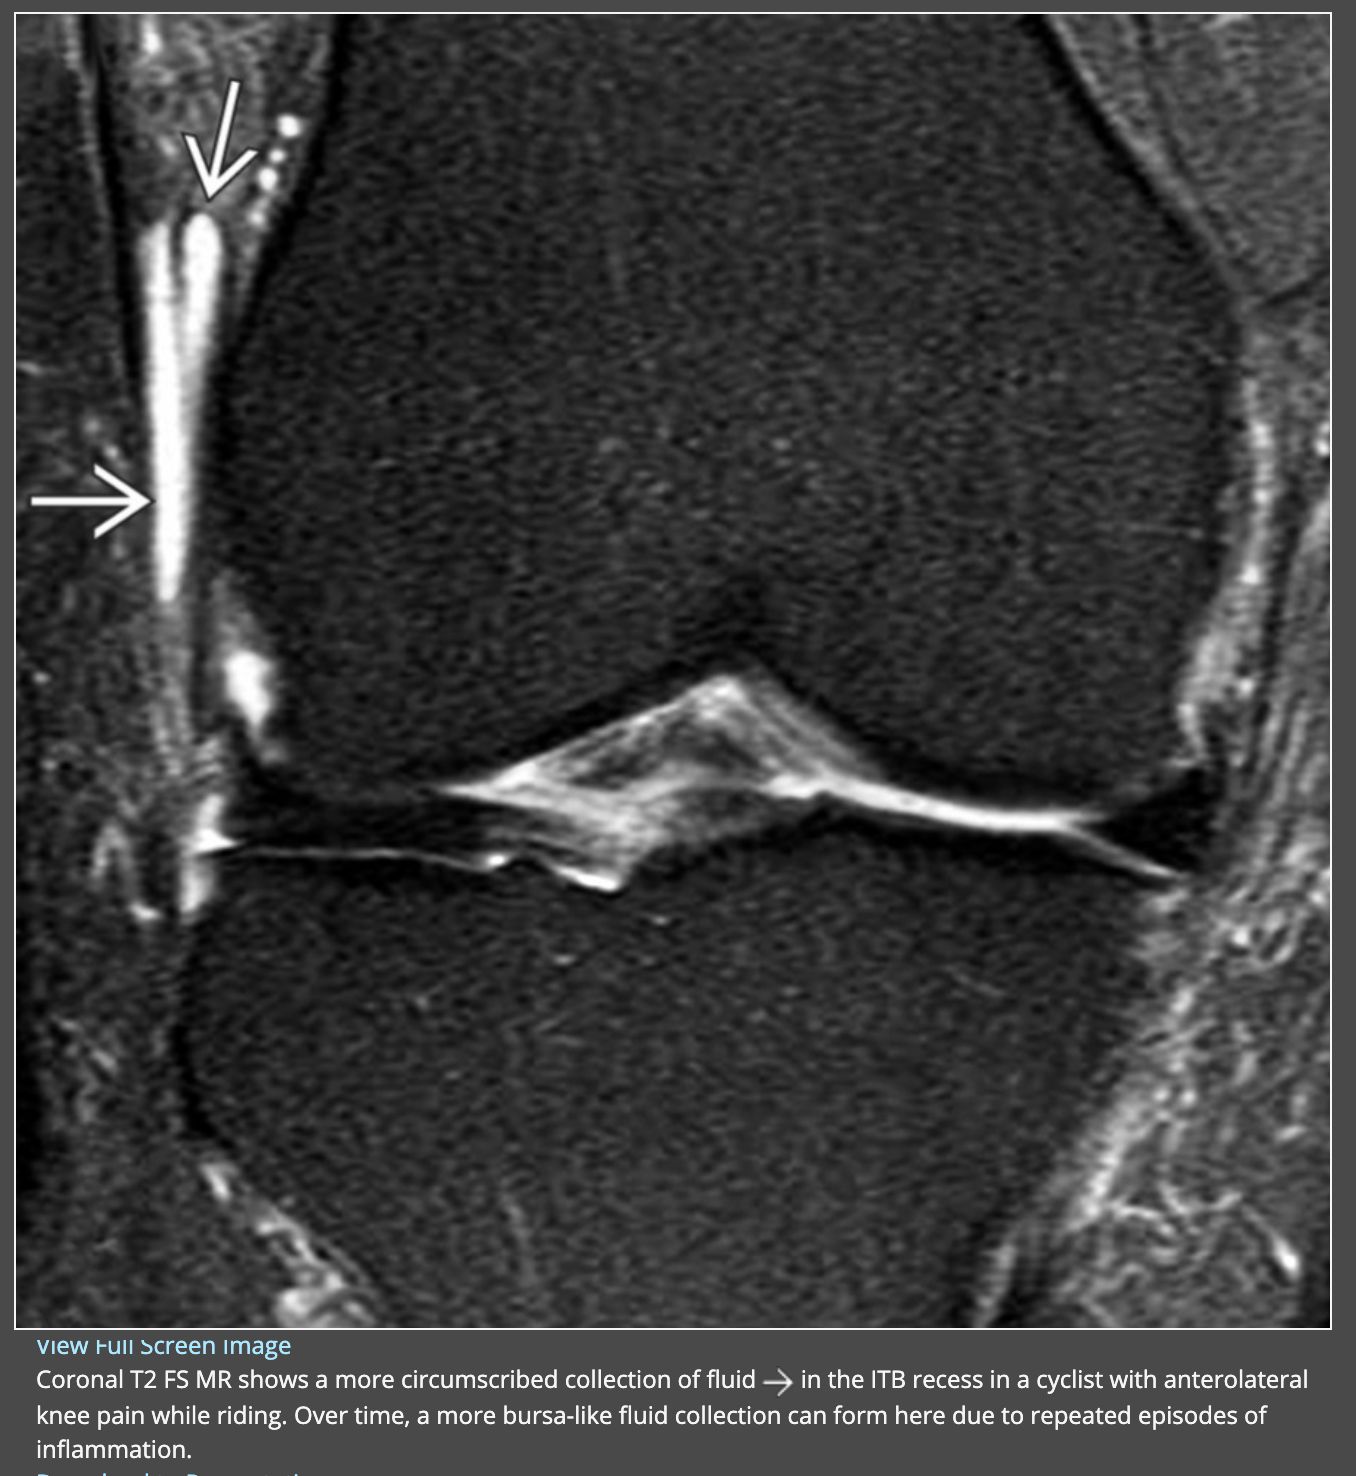 View Full Screen Image
Coronal T2 FS MR shows a more circumscribed collection of fluid → in the ITB recess in a cyclist with anterolateral
knee pain while riding. Over time, a more bursa-like fluid collection can form here due to repeated episodes of
inflammation.